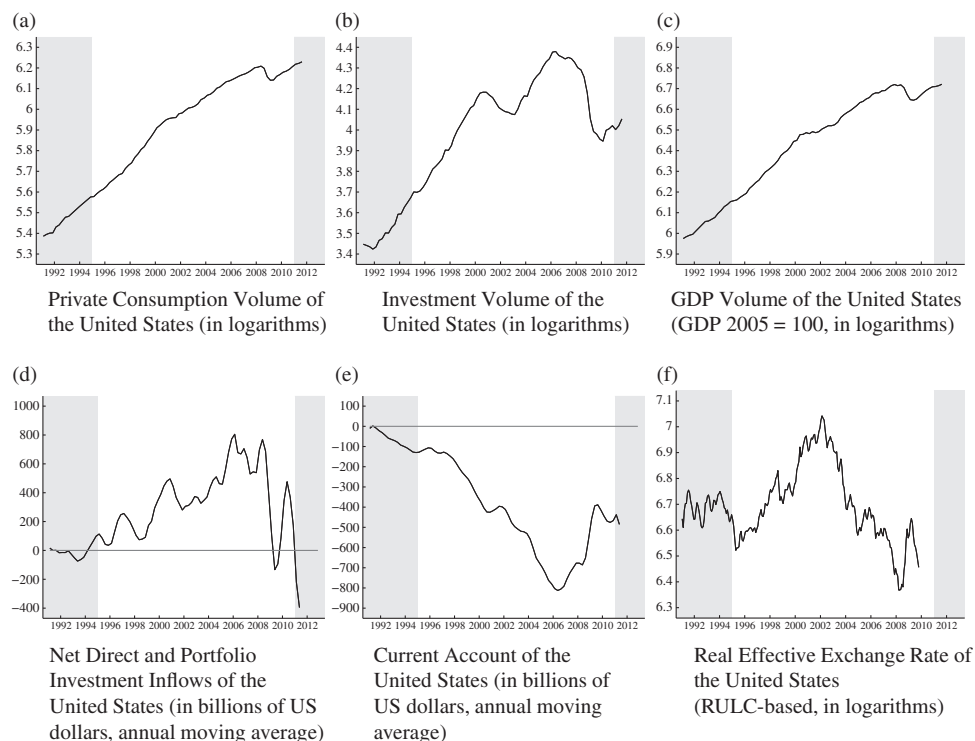 (a)
6.3
6.2
6.1
6
5.9
5.8
5.7
5.6
5.5
5.4
5.3
1992 1994 1996 1998 2000 2002 2004 2006 2008 2010 2012
Private Consumption Volume of
the United States (in logarithms)
(b)
4.4
4.3
4.2
4.1
4
3.9
3.8
3.7
3.6
3.5
3.4
1992 1994 1996 1998 2000 2002 2004 2006 2008 2010 2012
Investment Volume of the
United States (in logarithms)
(c)
6.9
6.8
6.7
6.6
6.5
6.4
6.3
6.2
6.1
6
5.9
1992 1994 1996 1998 2000 2002 2004 2006 2008 2010 2012
GDP Volume of the United States
(GDP 2005 = 100, in logarithms)
(d)
1000
800
600
400
200
0
−200
−400
1992 1994 1996 1998 2000 2002 2004 2006 2008 2010 2012
Net Direct and Portfolio
Investment Inflows of the
United States (in billions of US
dollars, annual moving average)
(e)
100
0
−100
−200
−300
−400
−500
−600
−700
−800
−900
1992 1994 1996 1998 2000 2002 2004 2006 2008 2010 2012
Current Account of the
United States (in billions of
US dollars, annual moving
average)
(f)
7.1
7
6.9
6.8
6.7
6.6
6.5
6.4
6.3
1992 1994 1996 1998 2000 2002 2004 2006 2008 2010 2012
Real Effective Exchange Rate of
the United States
(RULC-based, in logarithms)